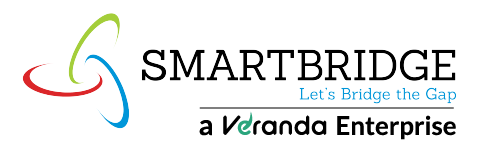 SMARTBRIDGE
Let's Bridge the Gap
a Veranda Enterprise